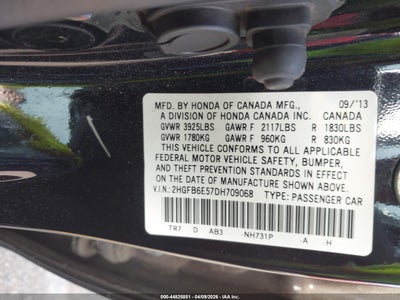 MFD. BY HONDA OF CANADA MFG., 09/'13
A DIVISION OF HONDA CANADA INC. CANADA
GVWR 3925LBS GAWR F 2117LBS R 1830LBS
GVWR 1780KG GAWR F 960KG R 830KG
THIS VEHICLE CONFORMS TO ALL APPLICABLE
FEDERAL MOTOR VEHICLE SAFETY, BUMPER,
AND THEFT PREVENTION STANDARDS IN
EFFECT ON THE DATE OF
MANUFACTURE SHOWN ABOVE.
V.I.N.: 2HGFB6E57DH709068 TYPE: PASSENGER CAR
TR7 D AB3 NH731P -A -H
000-44825851 - 04/09/2026 - IAAI.COM